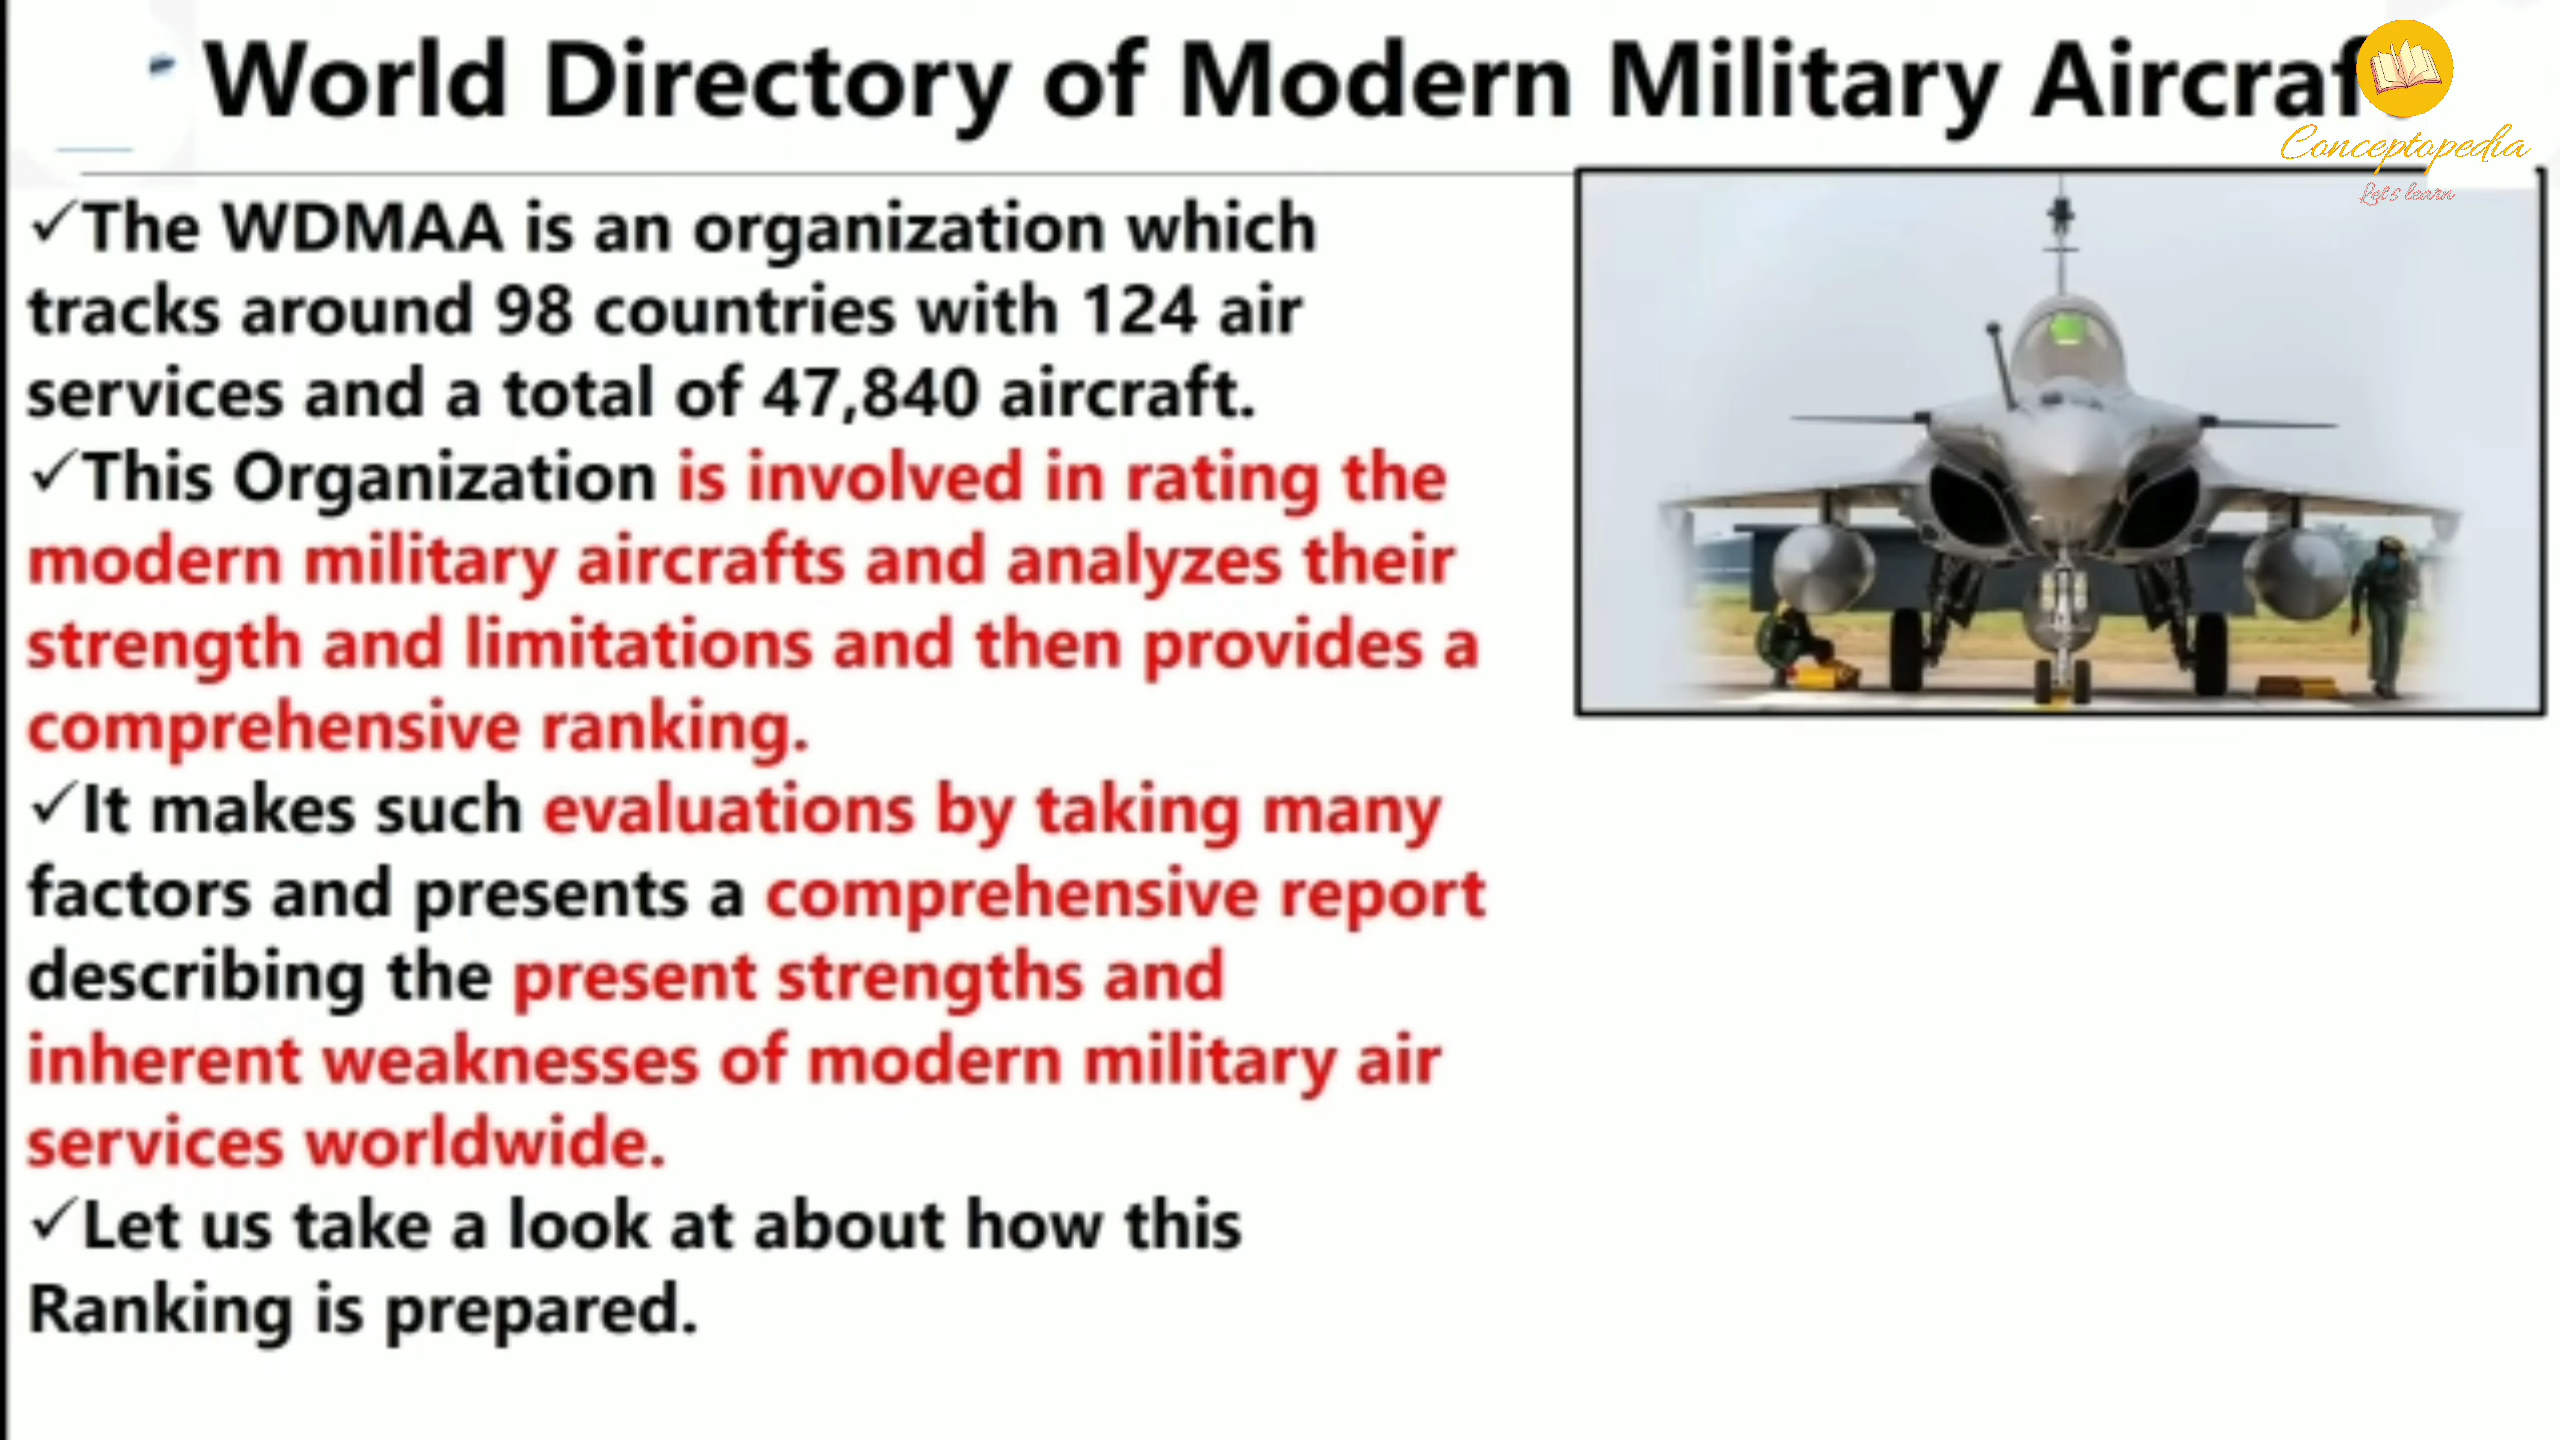 World Directory of Modern Military Aircraf
Conceptopedia
Let's learn
✓The WDMAA is an organization which
tracks around 98 countries with 124 air
services and a total of 47,840 aircraft.
✓This Organization is involved in rating the
modern military aircrafts and analyzes their
strength and limitations and then provides a
comprehensive ranking.
✓It makes such evaluations by taking many
factors and presents a comprehensive report
describing the present strengths and
inherent weaknesses of modern military air
services worldwide.
✓Let us take a look at about how this
Ranking is prepared.